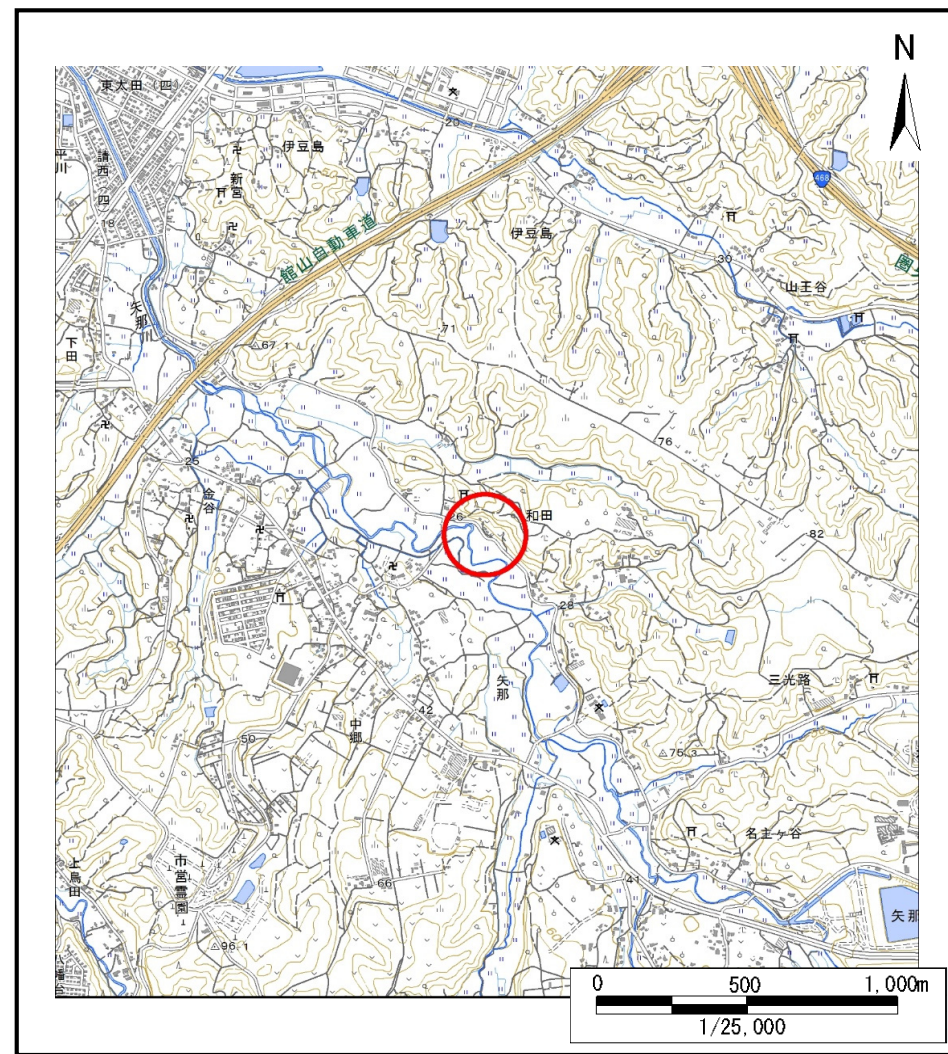 N
東太田(四)
20
伊豆島
新宮
平川
請西(四)
8
468
館山自動車道
伊豆島
30
山王谷
矢那川
71
下田
67.1
76
25
金谷
26
和田
82
28
矢那
三光路
42
中郷
50
75.3
名主ヶ谷
市営霊園
上烏田
66
41
矢那
96.1
0 500 1,000m
1/25,000